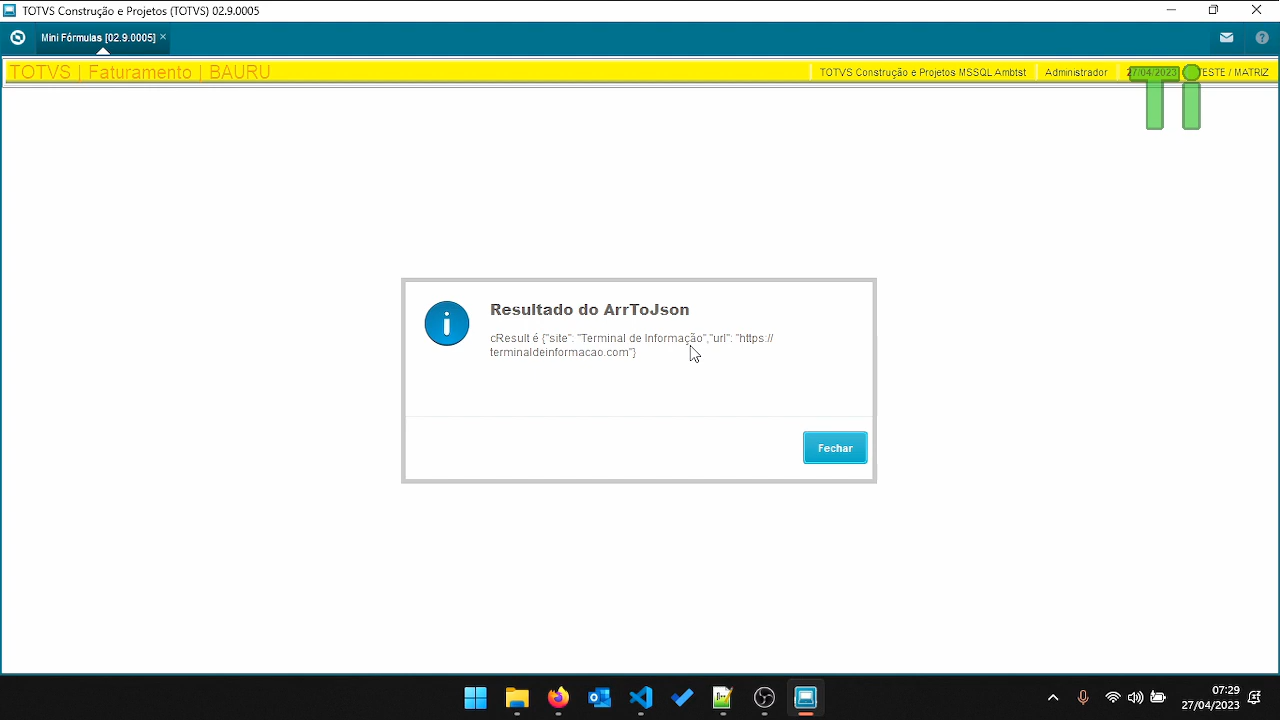 TOTVS Construção e Projetos (TOTVS) 02.9.0005
Mini Fórmulas [02.9.0005]
TOTVS | Faturamento | BAURU
TOTVS Construção e Projetos MSSQL Ambtst
Administrador
27/04/2023
TESTE / MATRIZ
Ti
Resultado do ArrToJson
cResult é {"site": "Terminal de Informação","url": "https://
terminaldeinformacao.com"}
Fechar
07:29
27/04/2023